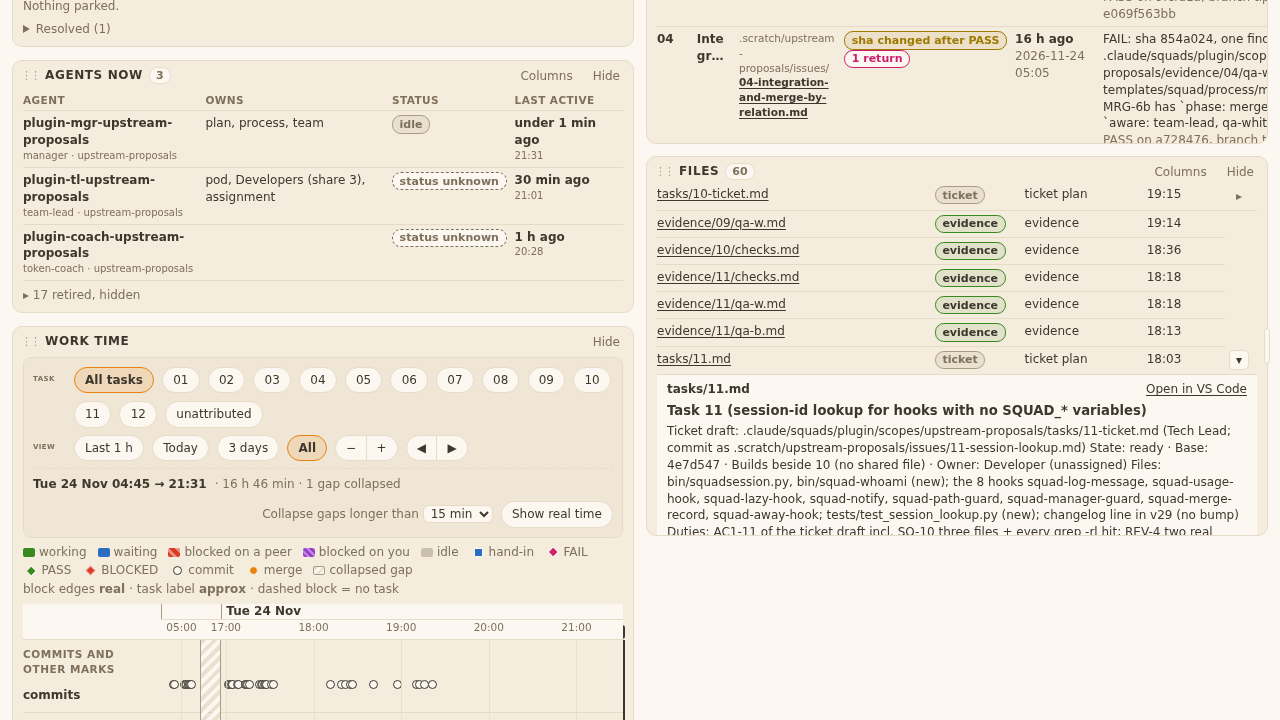 Nothing parked.
▶ Resolved (1)
AGENTS NOW 3 Columns Hide
AGENT OWNS STATUS LAST ACTIVE
plugin-mgr-upstream-proposals plan, process, team idle under 1 min ago
manager · upstream-proposals 21:31
plugin-tl-upstream-proposals pod, Developers (share 3), assignment status unknown 30 min ago
team-lead · upstream-proposals 21:01
plugin-coach-upstream-proposals status unknown 1 h ago
token-coach · upstream-proposals 20:28
▸ 17 retired, hidden
WORK TIME Hide
TASK All tasks 01 02 03 04 05 06 07 08 09 10
11 12 unattributed
VIEW Last 1 h Today 3 days All − + ◀ ▶
Tue 24 Nov 04:45 → 21:31 · 16 h 46 min · 1 gap collapsed
Collapse gaps longer than 15 min Show real time
working waiting blocked on a peer blocked on you idle hand-in FAIL
PASS BLOCKED commit merge collapsed gap
block edges real · task label approx · dashed block = no task
Tue 24 Nov
05:00 17:00 18:00 19:00 20:00 21:00
COMMITS AND
OTHER MARKS
commits
e069f563bb
04 Inte gr… .scratch/upstream-proposals/issues/04-integration-and-merge-by-relation.md sha changed after PASS 1 return 16 h ago 2026-11-24 05:05
FAIL: sha 854a024, one find
.claude/squads/plugin/scop
proposals/evidence/04/qa-w
templates/squad/process/m
MRG-6b has `phase: merge
`aware: team-lead, qa-whit
PASS on a728476, branch t
FILES 60 Columns Hide
tasks/10-ticket.md ticket ticket plan 19:15 ▸
evidence/09/qa-w.md evidence evidence 19:14
evidence/10/checks.md evidence evidence 18:36
evidence/11/checks.md evidence evidence 18:18
evidence/11/qa-w.md evidence evidence 18:18
evidence/11/qa-b.md evidence evidence 18:13
tasks/11.md ticket ticket plan 18:03 ▾
tasks/11.md Open in VS Code
Task 11 (session-id lookup for hooks with no SQUAD_* variables)
Ticket draft: .claude/squads/plugin/scopes/upstream-proposals/tasks/11-ticket.md (Tech Lead;
commit as .scratch/upstream-proposals/issues/11-session-lookup.md) State: ready · Base:
4e7d547 · Builds beside 10 (no shared file) · Owner: Developer (unassigned) Files:
bin/squadsession.py, bin/squad-whoami (new); the 8 hooks squad-log-message, squad-usage-
hook, squad-lazy-hook, squad-notify, squad-path-guard, squad-manager-guard, squad-merge-
record, squad-away-hook; tests/test_session_lookup.py (new); changelog line in v29 (no bump)
Duties: AC1-11 of the ticket draft incl. SO-10 three files + every grep -rl hit; REV-4 two real